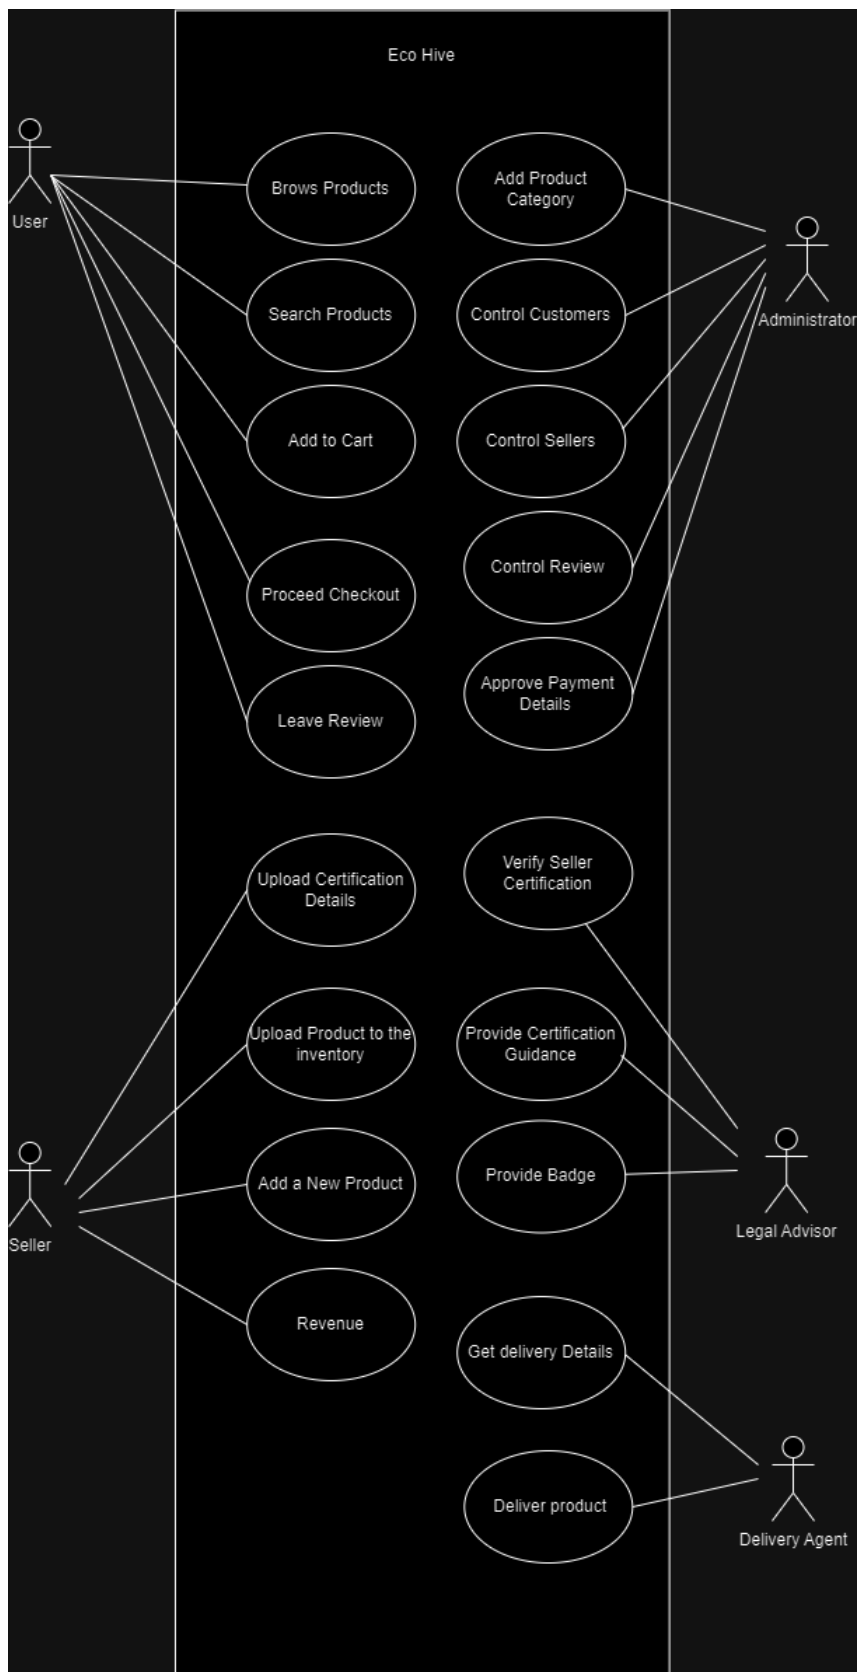 Eco Hive
User
Brows Products
Search Products
Add to Cart
Proceed Checkout
Leave Review
Add Product
Category
Control Customers
Control Sellers
Control Review
Approve Payment
Details
Administrator
Upload Certification
Details
Upload Product to the
inventory
Add a New Product
Revenue
Seller
Verify Seller
Certification
Provide Certification
Guidance
Provide Badge
Legal Advisor
Get delivery Details
Deliver product
Delivery Agent